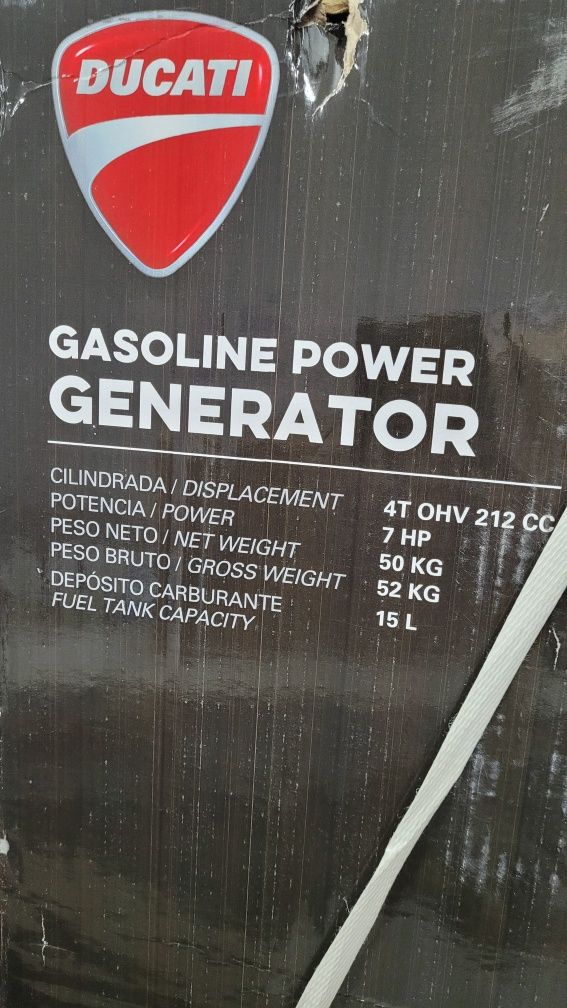 DUCATI
GASOLINE POWER
GENERATOR
CILINDRADA / DISPLACEMENT 4T OHV 212 CC
POTENCIA / POWER 7 HP
PESO NETO / NET WEIGHT 50 KG
PESO BRUTO / GROSS WEIGHT 52 KG
DEPÓSITO CARBURANTE
FUEL TANK CAPACITY 15 L